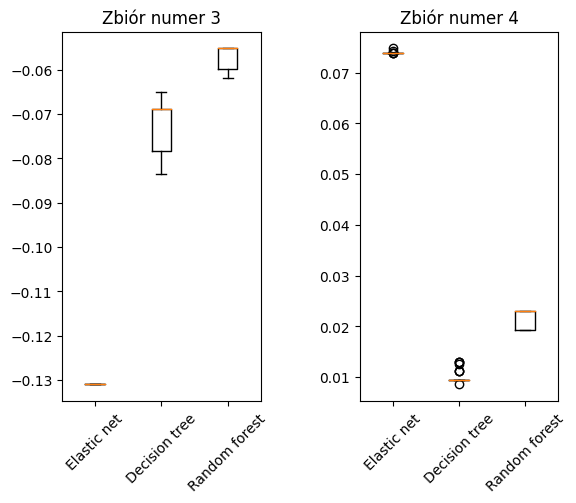 Zbiór numer 3
−0.06
−0.07
−0.08
−0.09
−0.10
−0.11
−0.12
−0.13
Elastic net
Decision tree
Random forest
Zbiór numer 4
0.07
0.06
0.05
0.04
0.03
0.02
0.01
Elastic net
Decision tree
Random forest